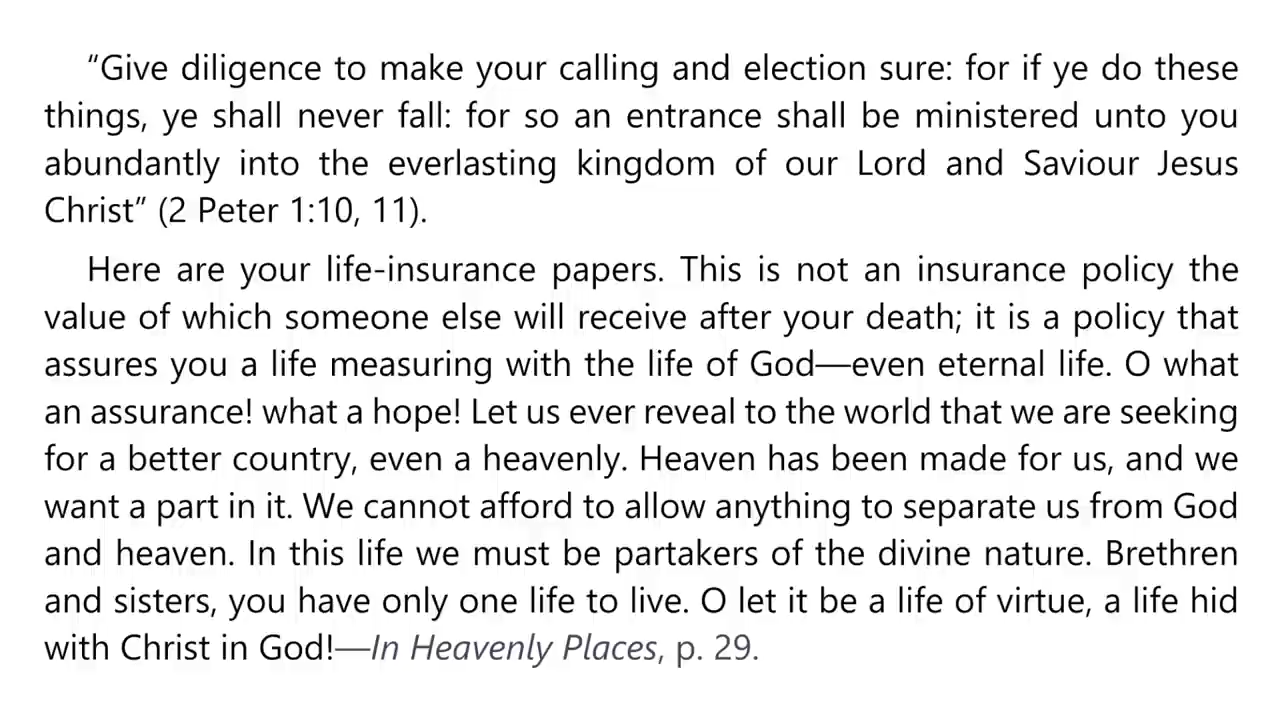 “Give diligence to make your calling and election sure: for if ye do these
things, ye shall never fall: for so an entrance shall be ministered unto you
abundantly into the everlasting kingdom of our Lord and Saviour Jesus
Christ” (2 Peter 1:10, 11).
Here are your life-insurance papers. This is not an insurance policy the
value of which someone else will receive after your death; it is a policy that
assures you a life measuring with the life of God—even eternal life. O what
an assurance! what a hope! Let us ever reveal to the world that we are seeking
for a better country, even a heavenly. Heaven has been made for us, and we
want a part in it. We cannot afford to allow anything to separate us from God
and heaven. In this life we must be partakers of the divine nature. Brethren
and sisters, you have only one life to live. O let it be a life of virtue, a life hid
with Christ in God!—In Heavenly Places, p. 29.